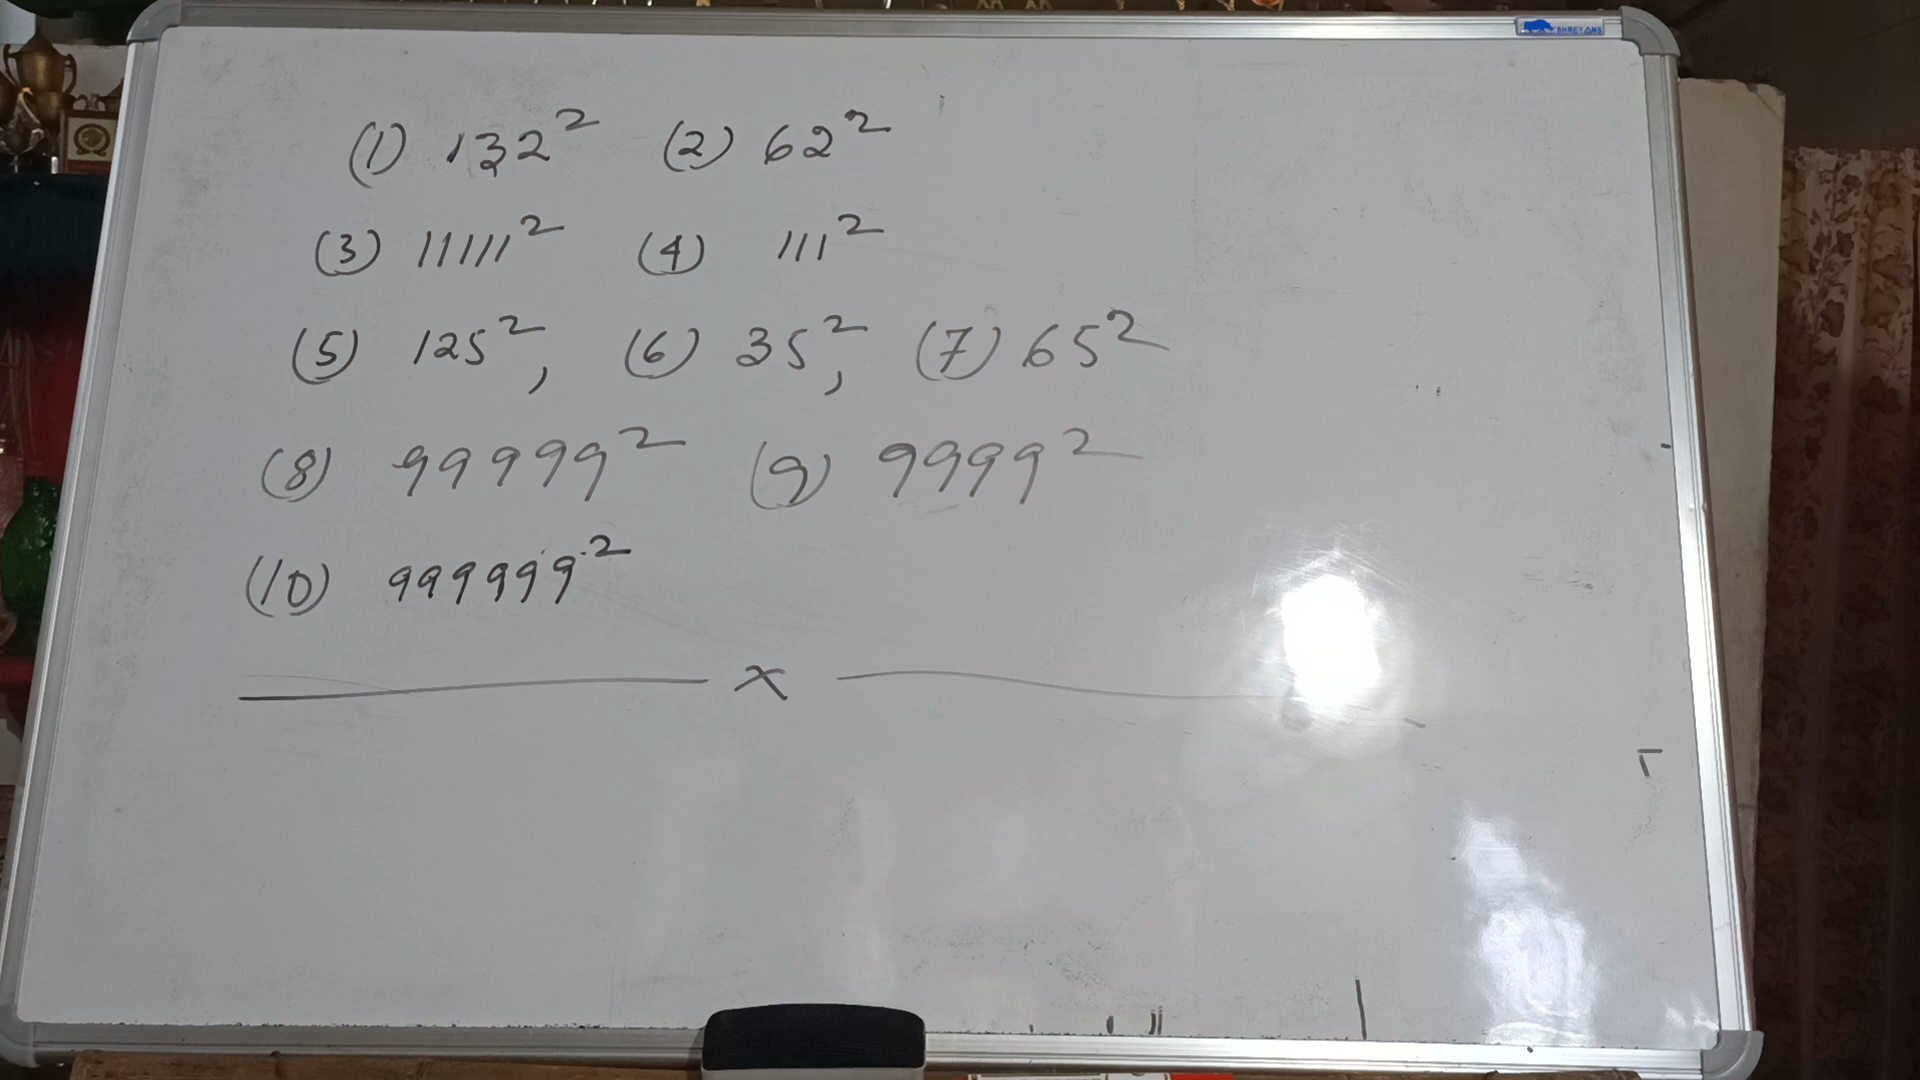 SHREYANS
(1) 132² (2) 62²
(3) 11111² (4) 111²
(5) 125², (6) 35², (7) 65²
(8) 99999² (9) 9999²
(10) 999999²
x